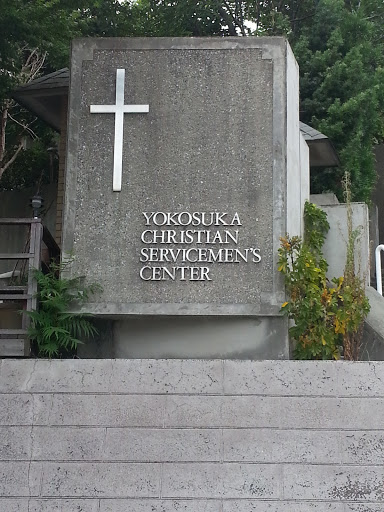 YOKOSUKA
CHRISTIAN
SERVICEMEN'S
CENTER